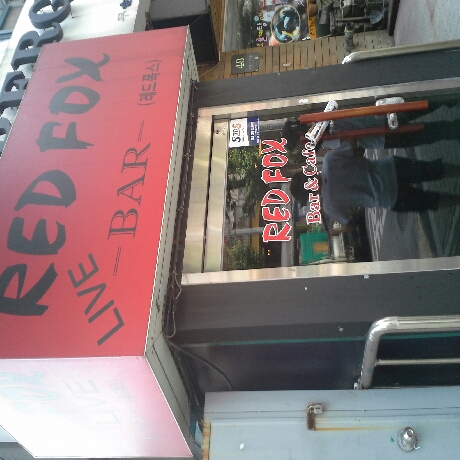 RED FOX
LIVE
BAR
(레드폭스)
RED FOX
Bar & Cafe